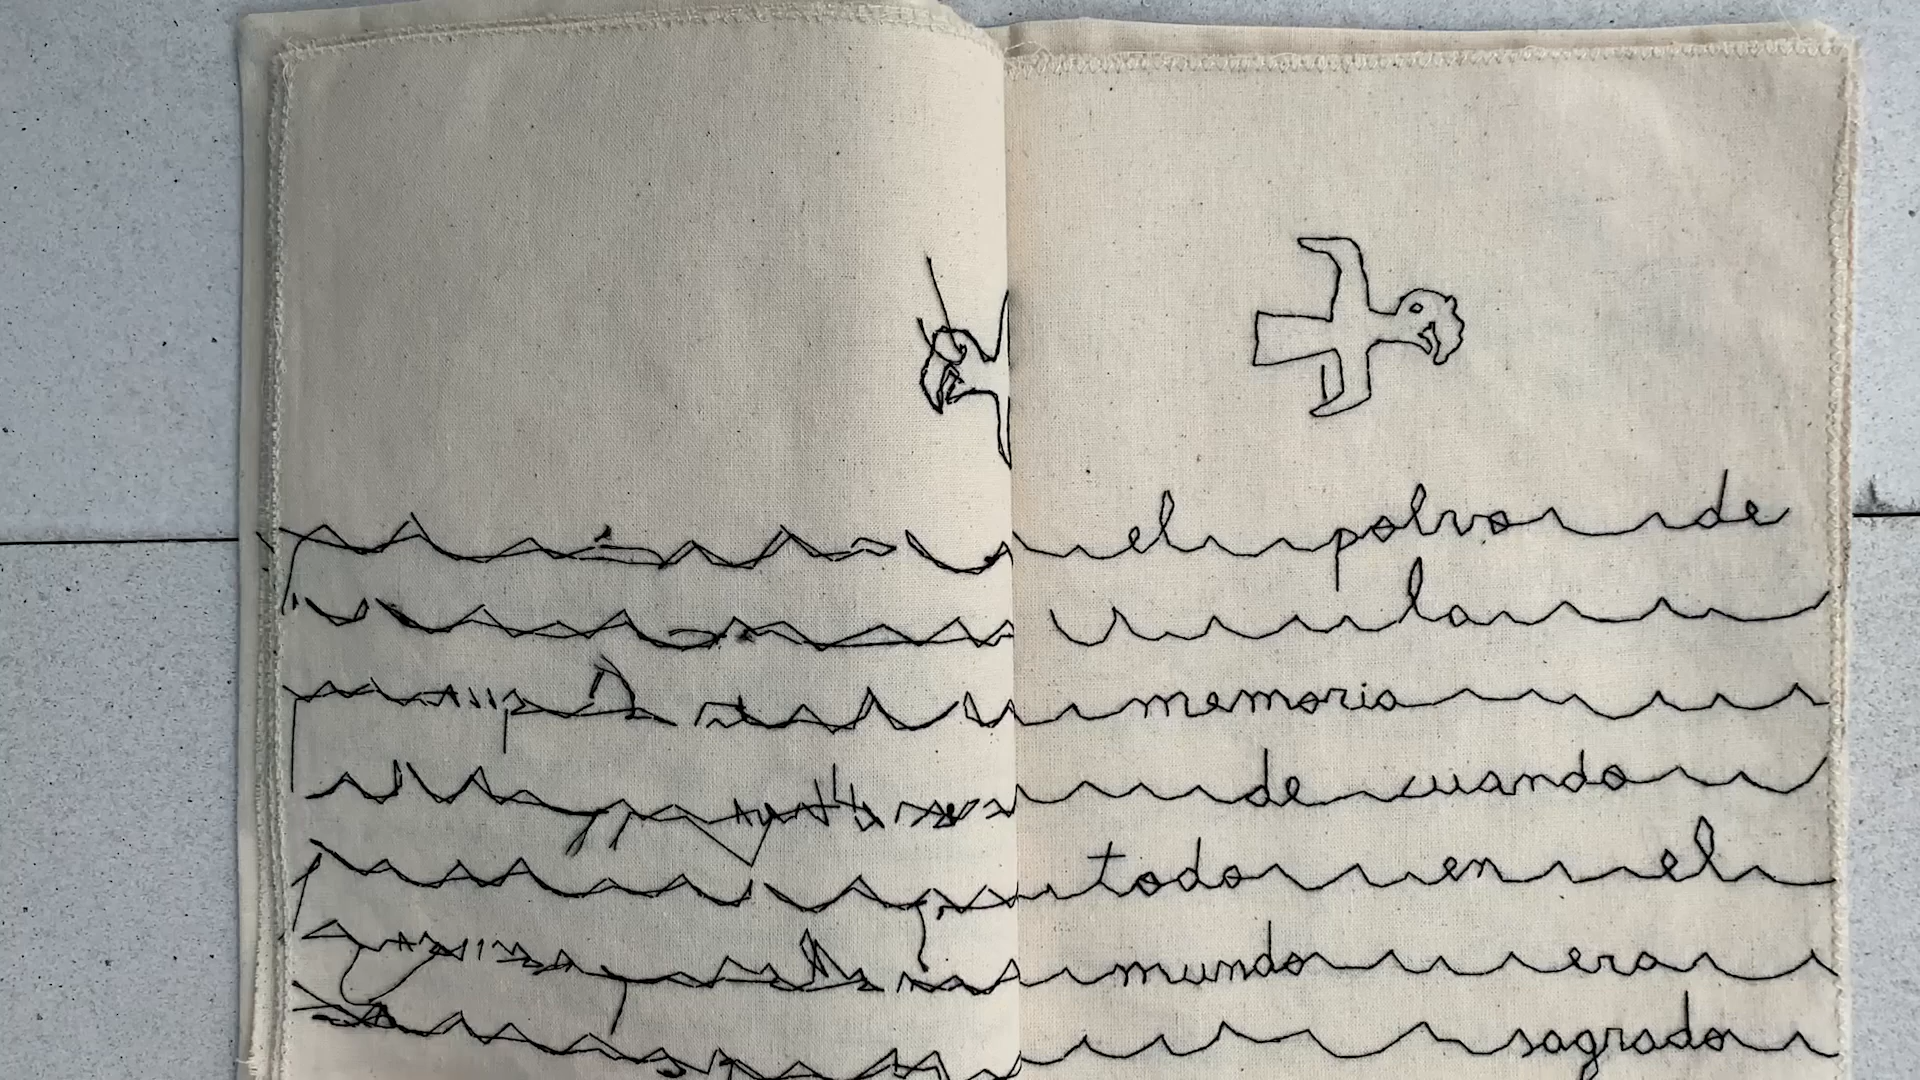 el polvo de
la
memoria
de cuando
todo en el
mundo era
sagrado